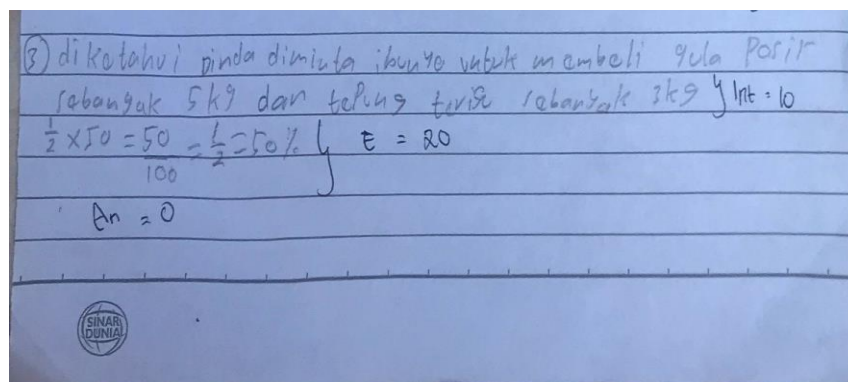 ③ diketahui pinda diminta ibunya untuk membeli gula Pasir
sebanyak 5kg dan tepung terigu sebanyak 3kg } Int = 10
1/2 × 50 = 50/100 = 1/2 = 50% } E = 20
An = 0
SINAR
DUNIA